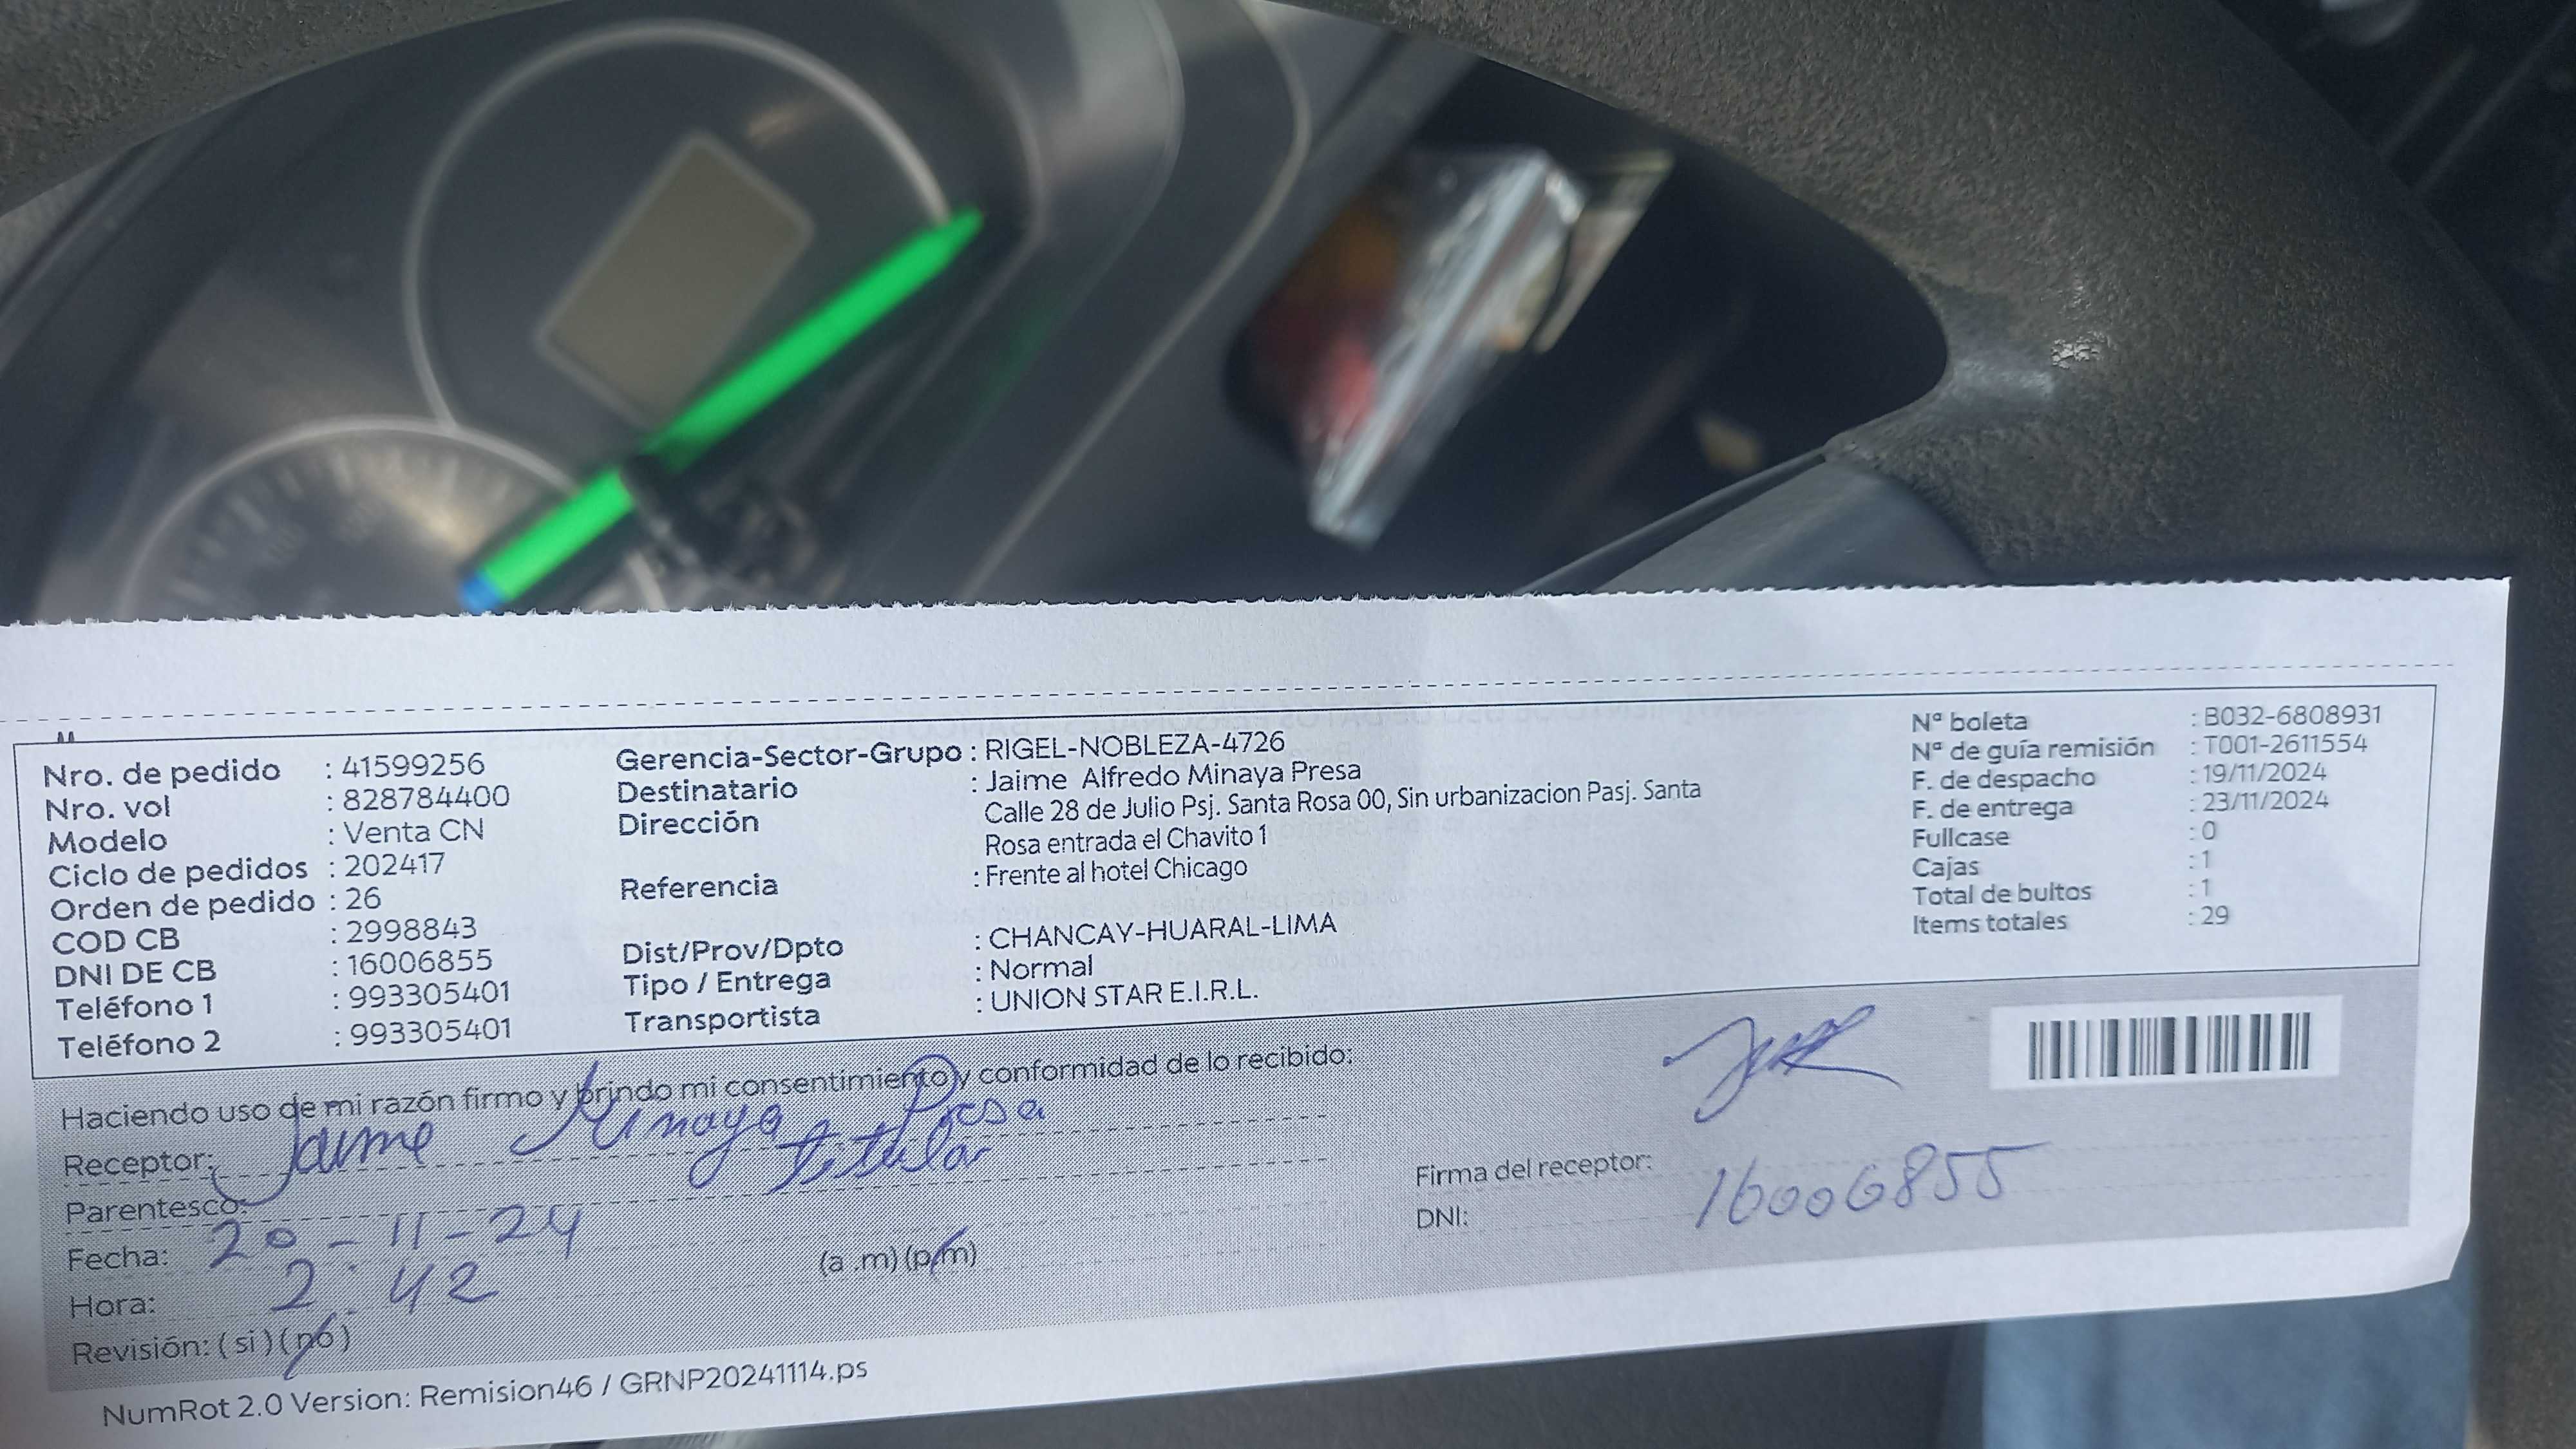 Nro. de pedido : 41599256
Nro. vol : 828784400
Modelo : Venta CN
Ciclo de pedidos : 202417
Orden de pedido : 26
COD CB : 2998843
DNI DE CB : 16006855
Teléfono 1 : 993305401
Teléfono 2 : 993305401
Gerencia-Sector-Grupo : RIGEL-NOBLEZA-4726
Destinatario : Jaime Alfredo Minaya Presa
Dirección Calle 28 de Julio Psj. Santa Rosa 00, Sin urbanizacion Pasj. Santa
Rosa entrada el Chavito 1
Referencia : Frente al hotel Chicago
Dist/Prov/Dpto : CHANCAY-HUARAL-LIMA
Tipo / Entrega : Normal
Transportista : UNION STAR E.I.R.L.
Nª boleta : B032-6808931
Nª de guía remisión : T001-2611554
F. de despacho : 19/11/2024
F. de entrega : 23/11/2024
Fullcase : 0
Cajas : 1
Total de bultos : 1
Items totales : 29
Haciendo uso de mi razón firmo y brindo mi consentimiento y conformidad de lo recibido:
Receptor: Jaime Minaya Presa
Parentesco: titular
Fecha: 20-11-24
Hora: 2:42 (a .m) (p.m)
Revisión: ( si ) ( no )
Firma del receptor:
DNI: 16006855
NumRot 2.0 Version: Remision46 / GRNP20241114.ps